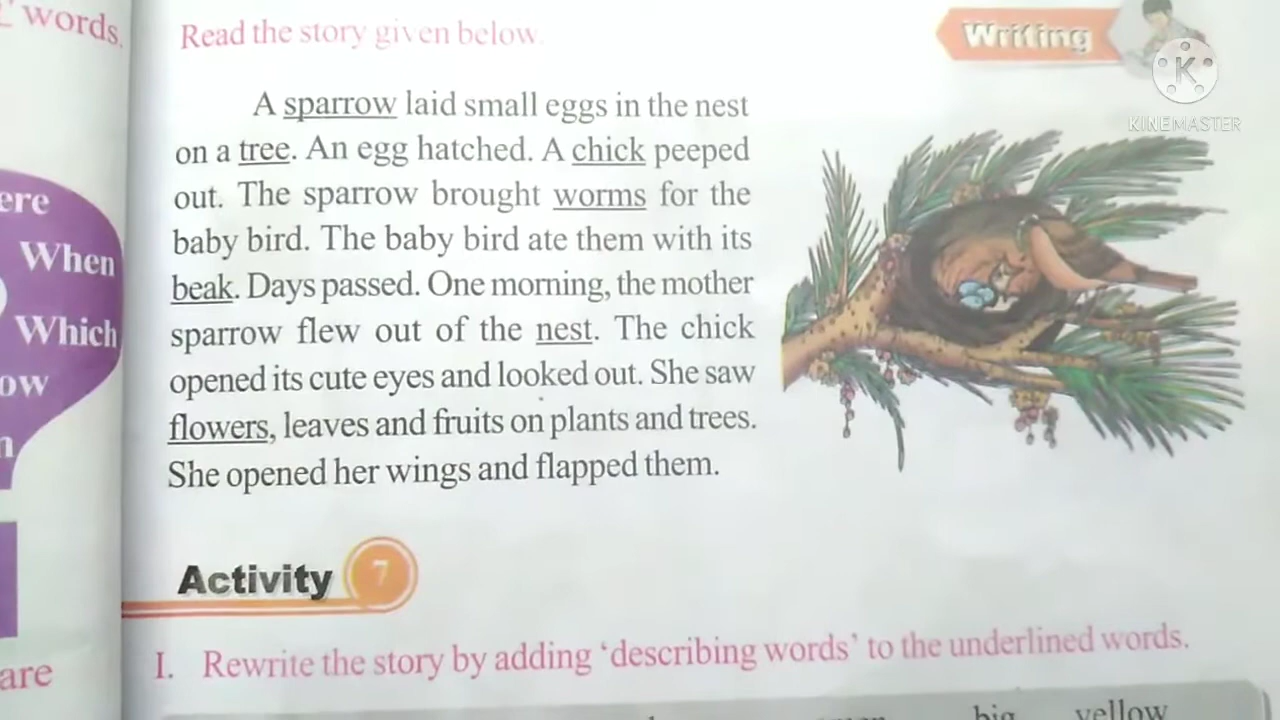 words.
Read the story given below.
Writing
K
KINEMASTER
A sparrow laid small eggs in the nest
on a tree. An egg hatched. A chick peeped
out. The sparrow brought worms for the
baby bird. The baby bird ate them with its
beak. Days passed. One morning, the mother
sparrow flew out of the nest. The chick
opened its cute eyes and looked out. She saw
flowers, leaves and fruits on plants and trees.
She opened her wings and flapped them.
ere
When
Which
ow
are
Activity 7
I. Rewrite the story by adding ‘describing words’ to the underlined words.
big yellow